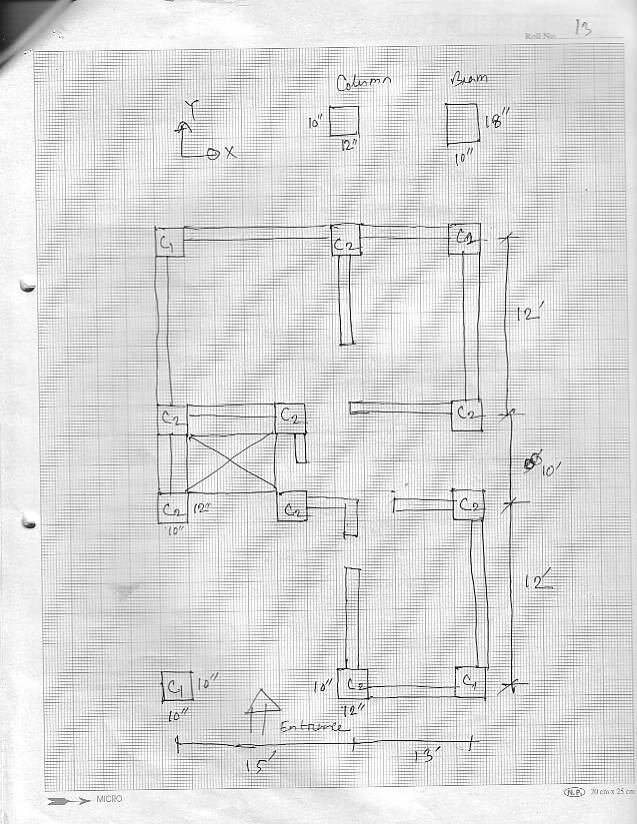 Roll No. 13
Column Beam
Y
X
10"
12"
18"
10"
C1 C2 C1
12'
C2 C2 C2
10'
C2 12" C2 C2
10"
12'
C1 10" 10" C2 C1
10" 12"
Entrance
15' 13'
MICRO N.P. 20 cm x 25 cm